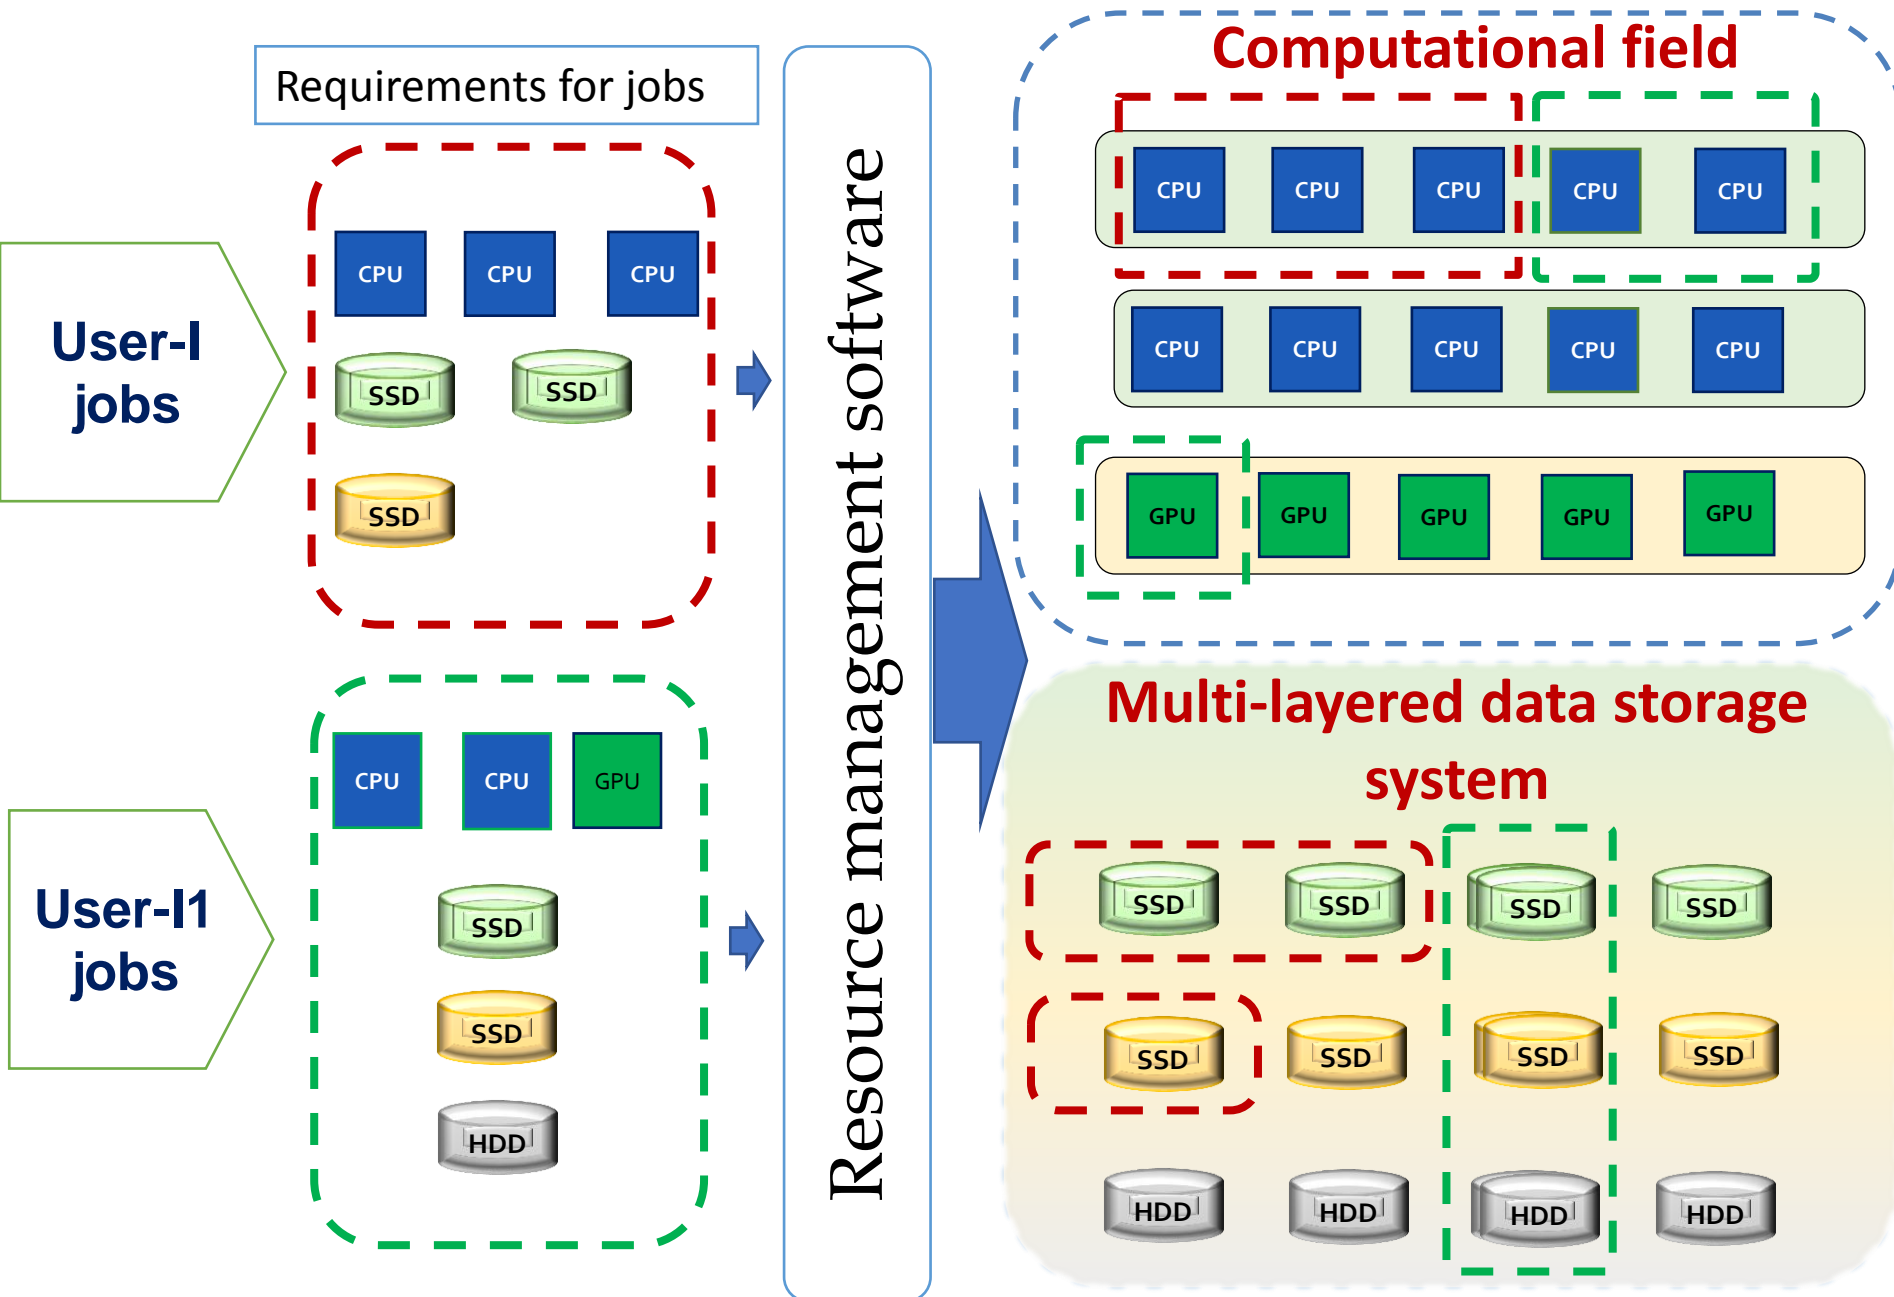 Requirements for jobs
User-I
jobs
CPU CPU CPU
SSD SSD
SSD
User-I1
jobs
CPU CPU GPU
SSD
SSD
HDD
Resource management software
Computational field
CPU CPU CPU CPU CPU
CPU CPU CPU CPU CPU
GPU GPU GPU GPU GPU
Multi-layered data storage
system
SSD SSD SSD SSD
SSD SSD SSD SSD
HDD HDD HDD HDD